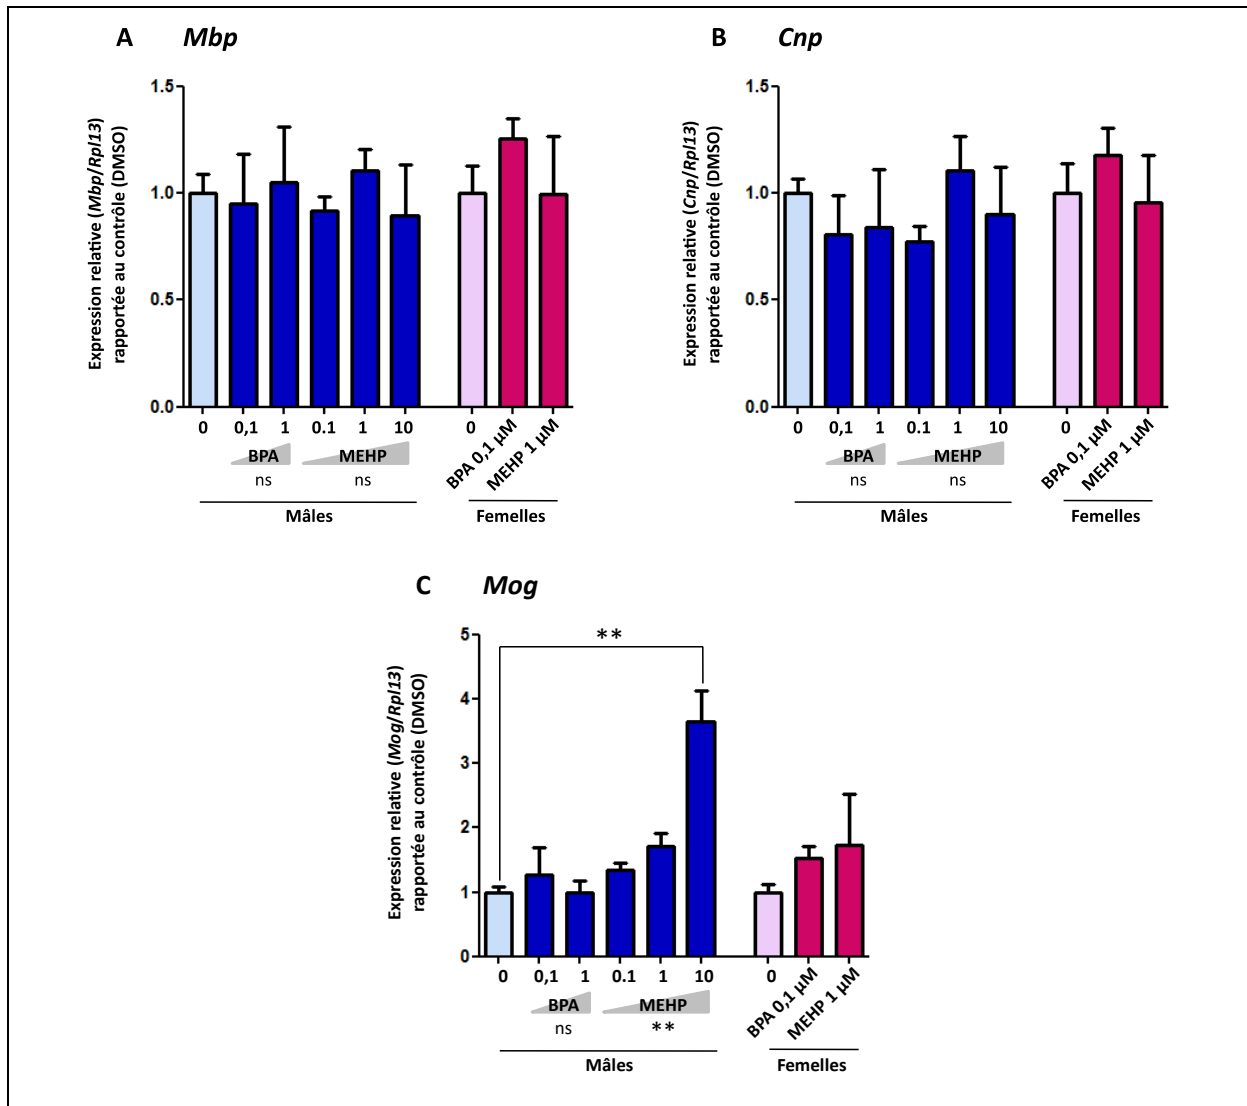 A Mbp
Expression relative (Mbp/Rpl13)
rapportée au contrôle (DMSO)
1.5
1.0
0.5
0.0
0 0,1 1 0.1 1 10 0 BPA 0,1 µM MEHP 1 µM
BPA MEHP
ns ns
Mâles Femelles
B Cnp
Expression relative (Cnp/Rpl13)
rapportée au contrôle (DMSO)
1.5
1.0
0.5
0.0
0 0,1 1 0.1 1 10 0 BPA 0,1 µM MEHP 1 µM
BPA MEHP
ns ns
Mâles Femelles
C Mog
Expression relative (Mog/Rpl13)
rapportée au contrôle (DMSO)
5
4
3
2
1
0
**
0 0,1 1 0.1 1 10 0 BPA 0,1 µM MEHP 1 µM
BPA MEHP
ns **
Mâles Femelles